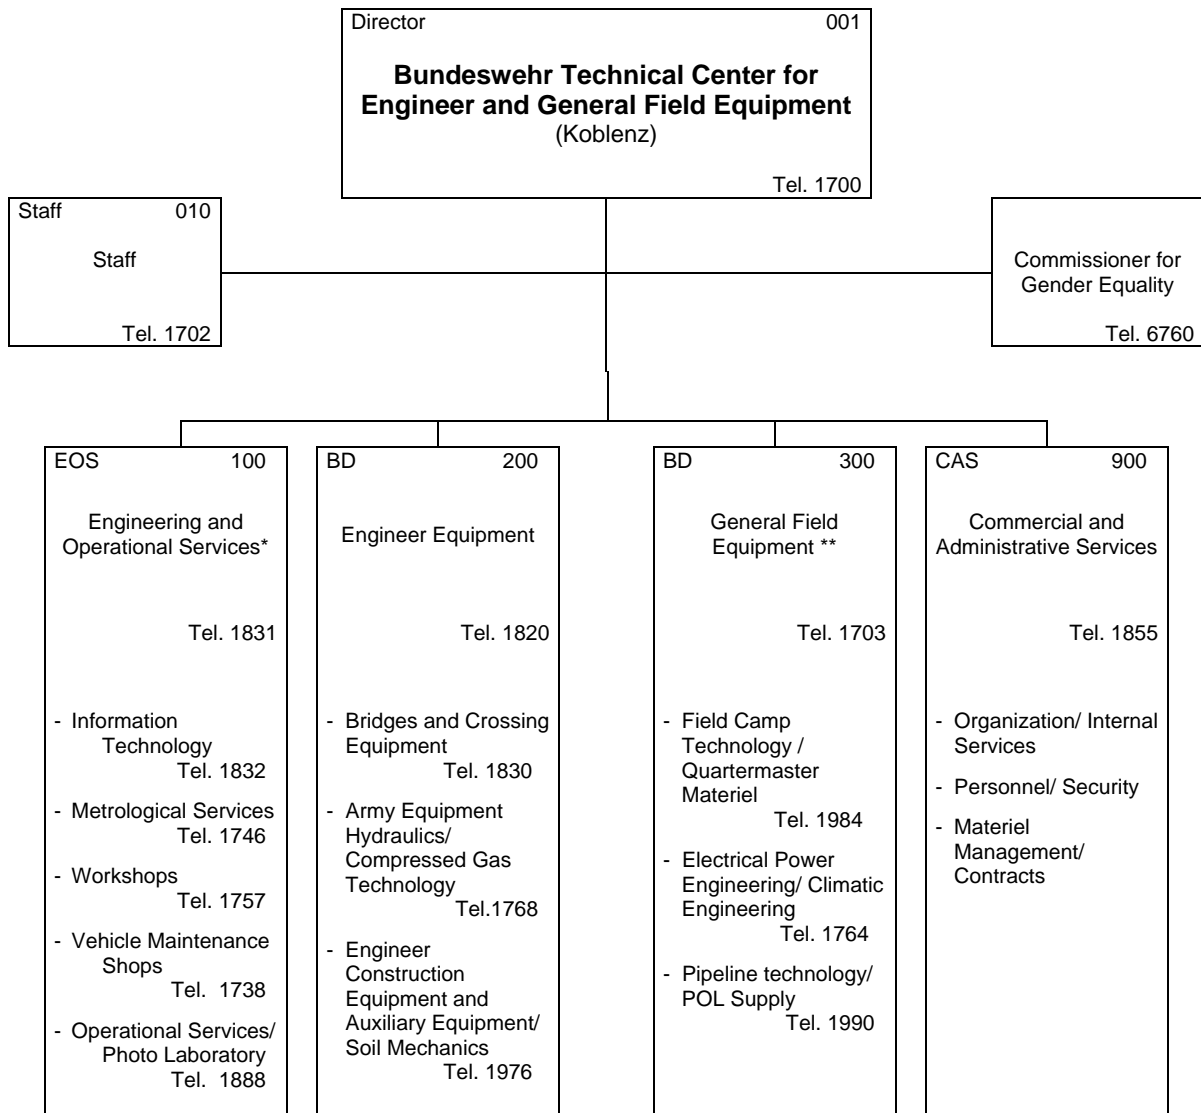 Director 001
Bundeswehr Technical Center for
Engineer and General Field Equipment
(Koblenz)
Tel. 1700
Staff 010
Staff
Tel. 1702
Commissioner for
Gender Equality
Tel. 6760
EOS 100
Engineering and
Operational Services*
Tel. 1831
- Information
Technology
Tel. 1832
- Metrological Services
Tel. 1746
- Workshops
Tel. 1757
- Vehicle Maintenance
Shops
Tel. 1738
- Operational Services/
Photo Laboratory
Tel. 1888
BD 200
Engineer Equipment
Tel. 1820
- Bridges and Crossing
Equipment
Tel. 1830
- Army Equipment
Hydraulics/
Compressed Gas
Technology
Tel.1768
- Engineer
Construction
Equipment and
Auxiliary Equipment/
Soil Mechanics
Tel. 1976
BD 300
General Field
Equipment **
Tel. 1703
- Field Camp
Technology /
Quartermaster
Materiel
Tel. 1984
- Electrical Power
Engineering/ Climatic
Engineering
Tel. 1764
- Pipeline technology/
POL Supply
Tel. 1990
CAS 900
Commercial and
Administrative Services
Tel. 1855
- Organization/ Internal
Services
- Personnel/ Security
- Materiel
Management/
Contracts